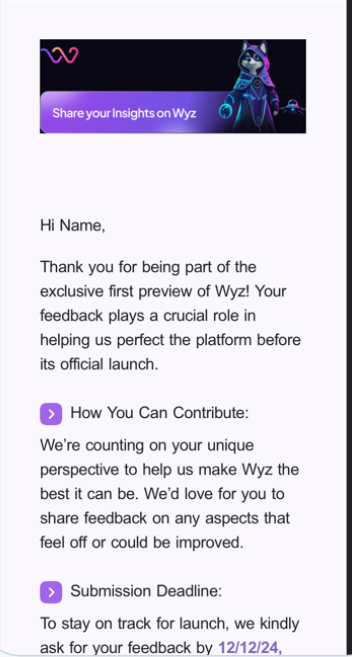 Share your Insights on Wyz
Hi Name,
Thank you for being part of the
exclusive first preview of Wyz! Your
feedback plays a crucial role in
helping us perfect the platform before
its official launch.
How You Can Contribute:
We're counting on your unique
perspective to help us make Wyz the
best it can be. We'd love for you to
share feedback on any aspects that
feel off or could be improved.
Submission Deadline:
To stay on track for launch, we kindly
ask for your feedback by 12/12/24,